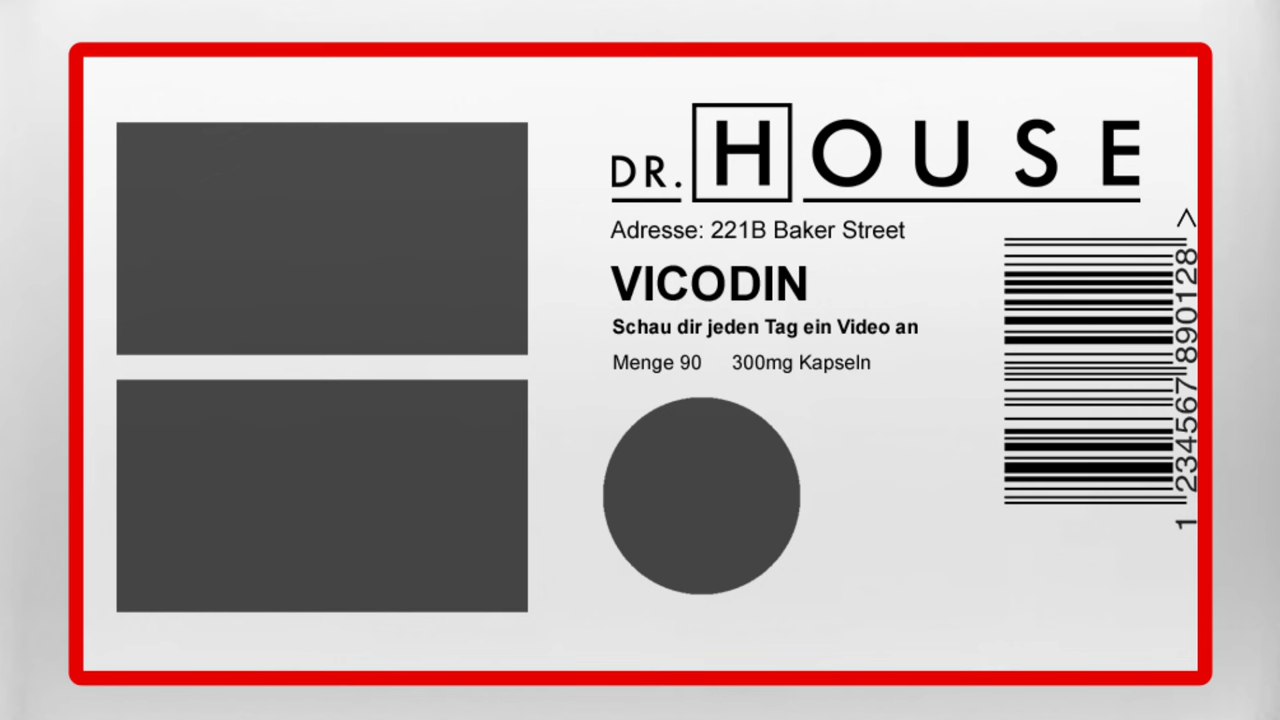 DR. HOUSE
Adresse: 221B Baker Street
VICODIN
Schau dir jeden Tag ein Video an
Menge 90 300mg Kapseln
1 234567 890128 >